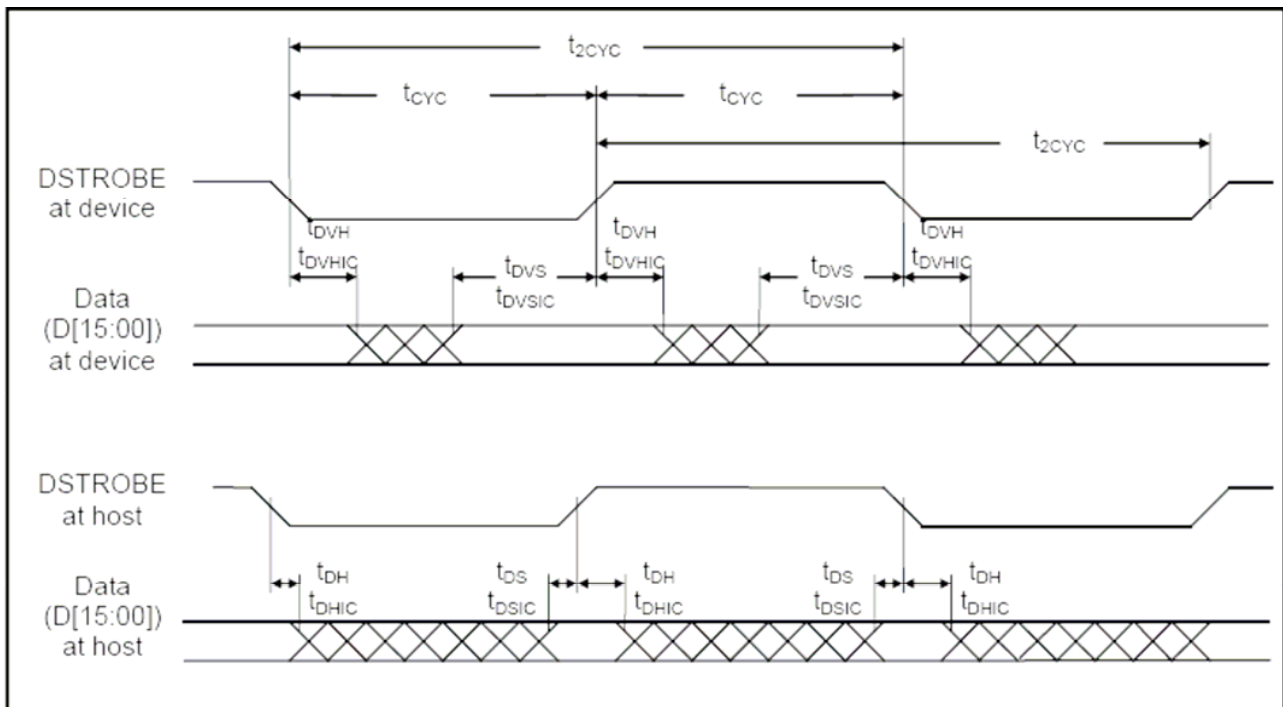 t2CYC
tCYC tCYC
t2CYC
DSTROBE
at device
tDVH tDVH tDVH
tDVHIC tDVS tDVHIC tDVS tDVHIC
tDVSIC tDVSIC
Data
(D[15:00])
at device
DSTROBE
at host
tDH tDS tDH tDS tDH
tDHIC tDSIC tDHIC tDSIC tDHIC
Data
(D[15:00])
at host